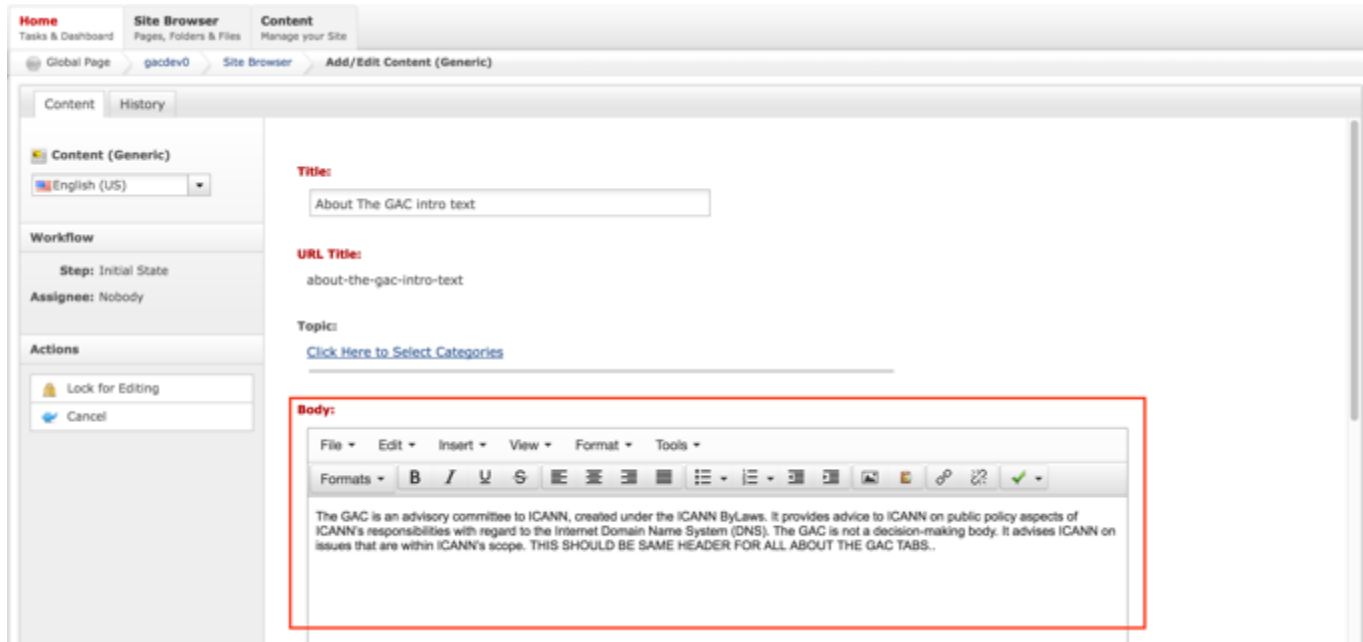 Home Site Browser Content
Tasks & Dashboard Pages, Folders & Files Manage your Site
Global Page gacdev0 Site Browser Add/Edit Content (Generic)
Content History
Content (Generic)
English (US)
Workflow
Step: Initial State
Assignee: Nobody
Actions
Lock for Editing
Cancel
Title:
About The GAC intro text
URL Title:
about-the-gac-intro-text
Topic:
Click Here to Select Categories
Body:
File Edit Insert View Format Tools
Formats B I U S
The GAC is an advisory committee to ICANN, created under the ICANN ByLaws. It provides advice to ICANN on public policy aspects of
ICANN's responsibilities with regard to the Internet Domain Name System (DNS). The GAC is not a decision-making body. It advises ICANN on
issues that are within ICANN's scope. THIS SHOULD BE SAME HEADER FOR ALL ABOUT THE GAC TABS..